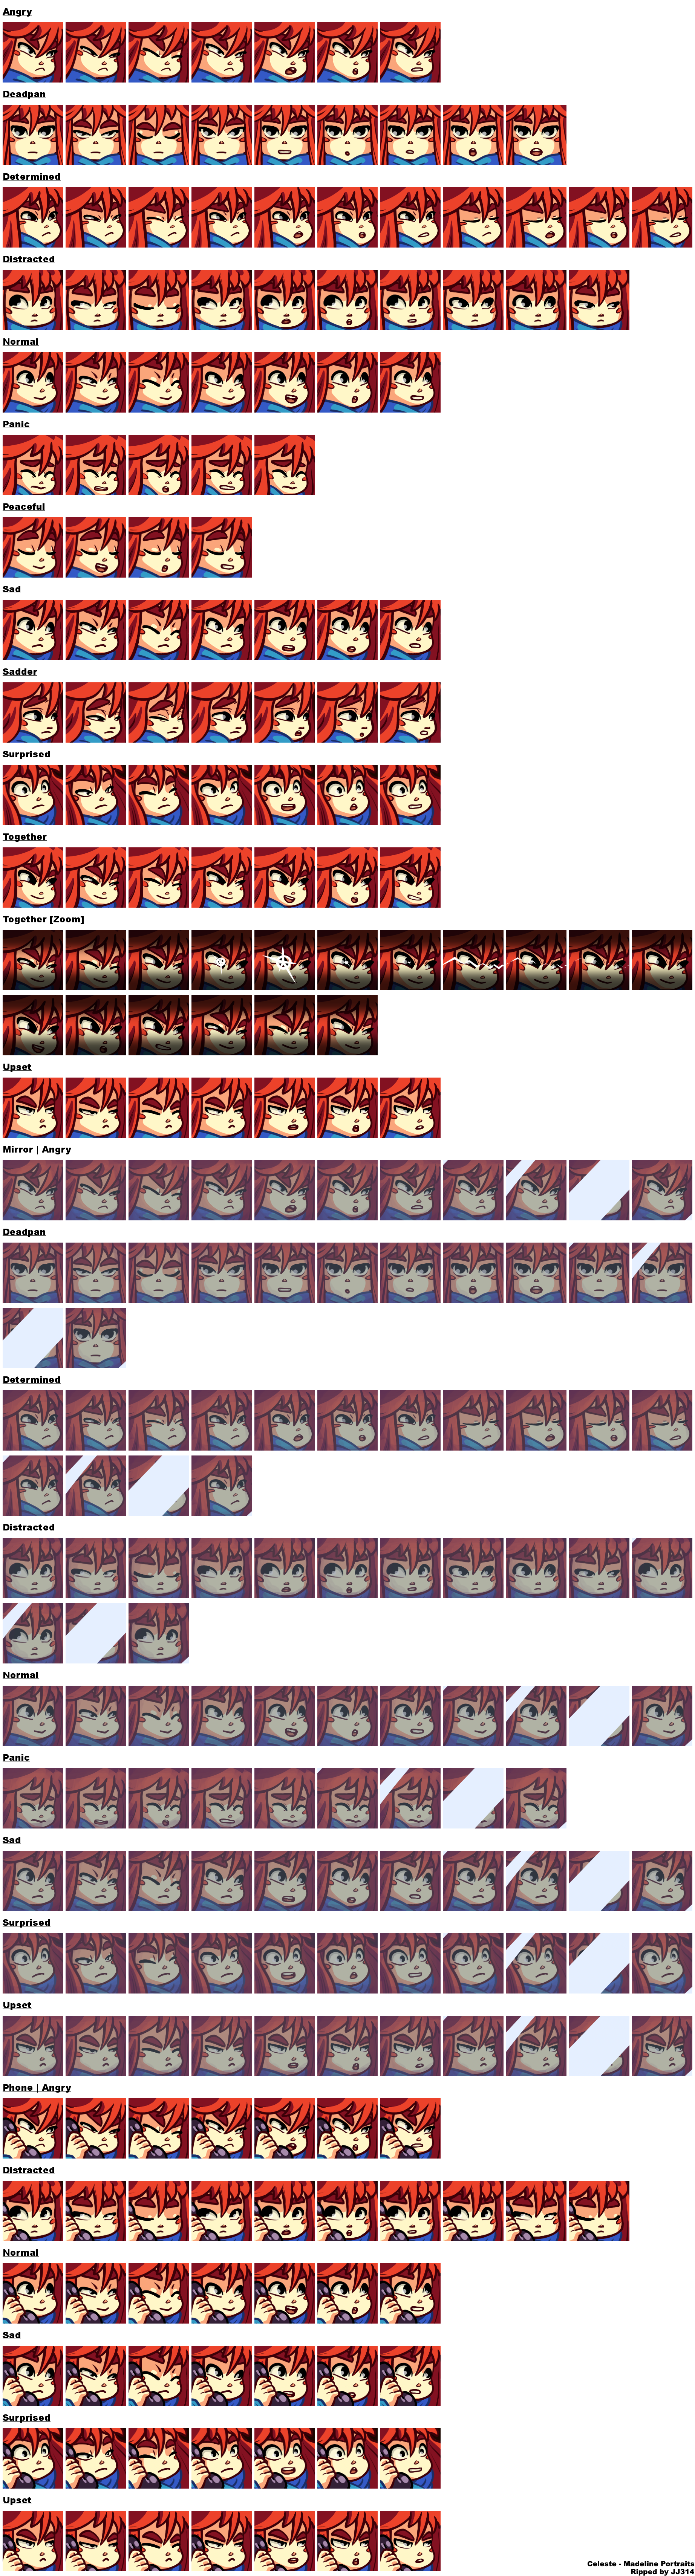 Angry
Deadpan
Determined
Distracted
Normal
Panic
Peaceful
Sad
Sadder
Surprised
Together
Together [Zoom]
Upset
Mirror | Angry
Deadpan
Determined
Distracted
Normal
Panic
Sad
Surprised
Upset
Phone | Angry
Distracted
Normal
Sad
Surprised
Upset
Celeste - Madeline Portraits
Ripped by JJ314